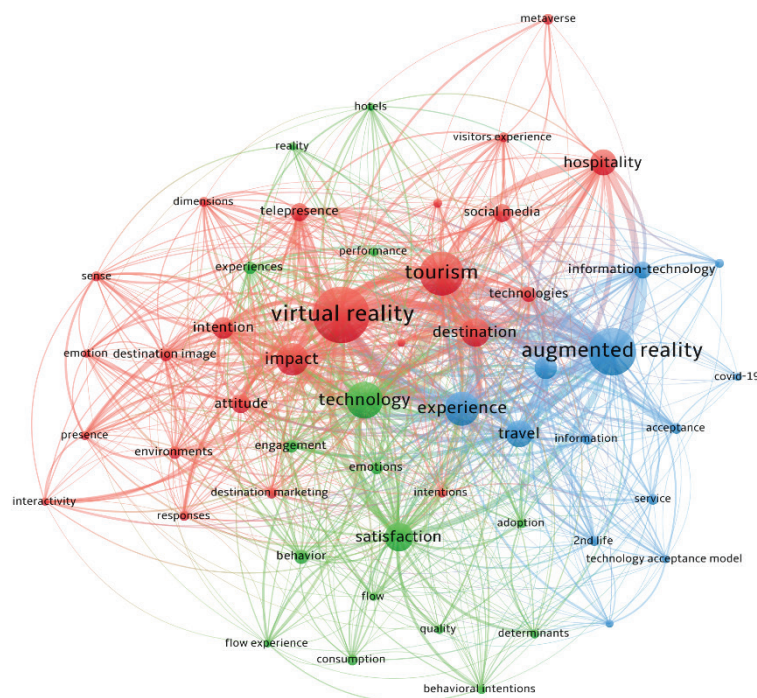 metaverse
hotels
visitors experience
reality
hospitality
dimensions
telepresence
social media
performance
experiences
tourism
information-technology
sense
technologies
virtual reality
intention
destination
emotion
destination image
impact
augmented reality
covid-19
technology
experience
attitude
presence
engagement
travel
information
acceptance
environments
emotions
interactivity
destination marketing
intentions
service
responses
adoption
satisfaction
2nd life
behavior
technology acceptance model
flow
quality
determinants
flow experience
consumption
behavioral intentions